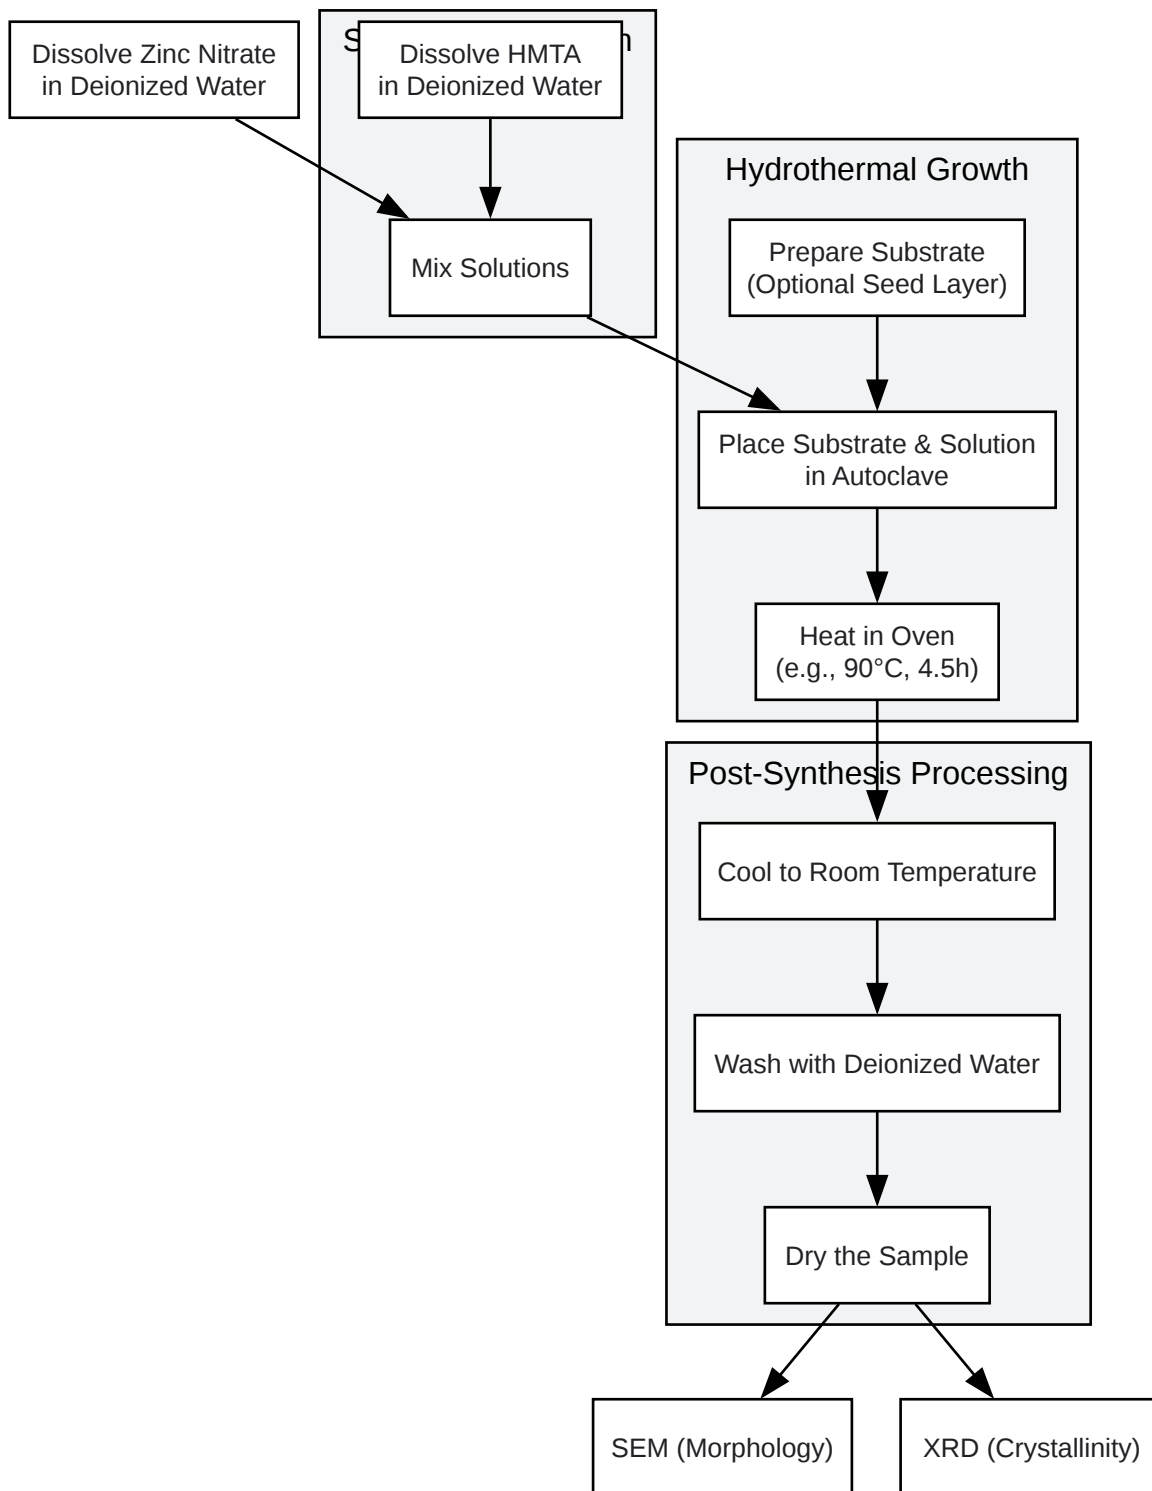 Dissolve Zinc Nitrate
in Deionized Water
Dissolve HMTA
in Deionized Water
Mix Solutions
Hydrothermal Growth
Prepare Substrate
(Optional Seed Layer)
Place Substrate & Solution
in Autoclave
Heat in Oven
(e.g., 90°C, 4.5h)
Post-Synthesis Processing
Cool to Room Temperature
Wash with Deionized Water
Dry the Sample
SEM (Morphology)
XRD (Crystallinity)